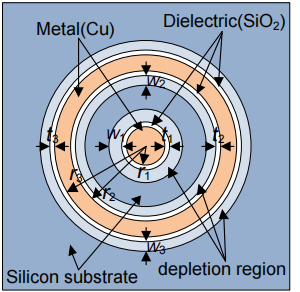 Metal(Cu)
Dielectric(SiO₂)
w₂
t₃
w₁
t₁
t₂
r₁
r₃
r₂
w₃
Silicon substrate
depletion region